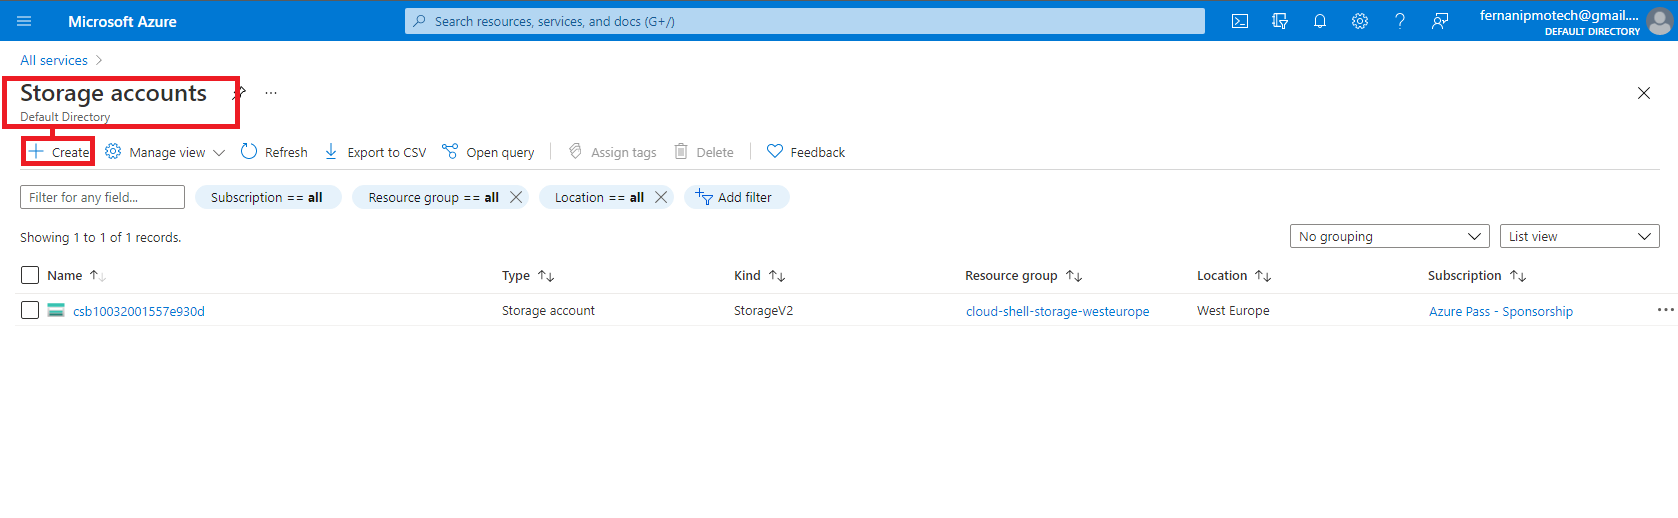 Microsoft Azure
Search resources, services, and docs (G+/)
fernanipmotech@gmail....
DEFAULT DIRECTORY
All services
Storage accounts
Default Directory
Create Manage view Refresh Export to CSV Open query Assign tags Delete Feedback
Filter for any field... Subscription == all Resource group == all Location == all Add filter
Showing 1 to 1 of 1 records. No grouping List view
Name Type Kind Resource group Location Subscription
csb10032001557e930d Storage account StorageV2 cloud-shell-storage-westeurope West Europe Azure Pass - Sponsorship